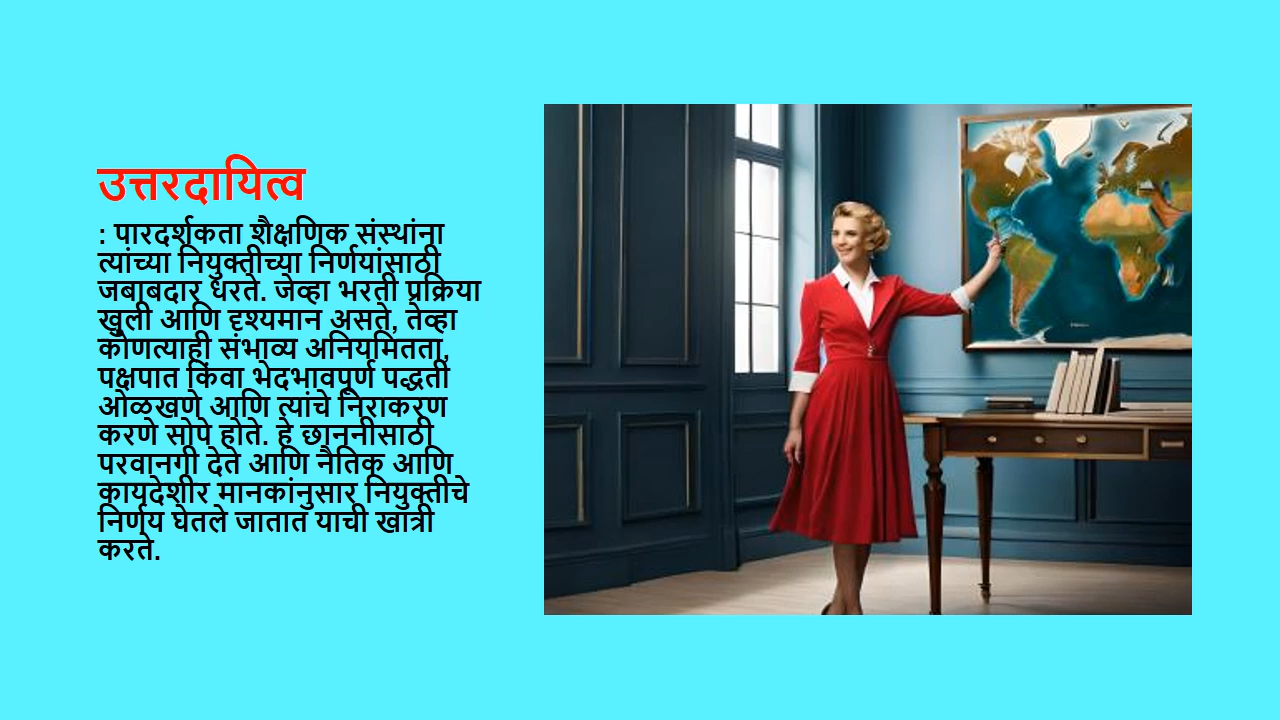 उत्तरदायित्व
: पारदर्शकता शैक्षणिक संस्थांना
त्यांच्या नियुक्तीच्या निर्णयांसाठी
जबाबदार धरते. जेव्हा भरती प्रक्रिया
खुली आणि दृश्यमान असते, तेव्हा
कोणत्याही संभाव्य अनियमितता,
पक्षपात किंवा भेदभावपूर्ण पद्धती
ओळखणे आणि त्यांचे निराकरण
करणे सोपे होते. हे छाननीसाठी
परवानगी देते आणि नैतिक आणि
कायदेशीर मानकांनुसार नियुक्तीचे
निर्णय घेतले जातात याची खात्री
करते.